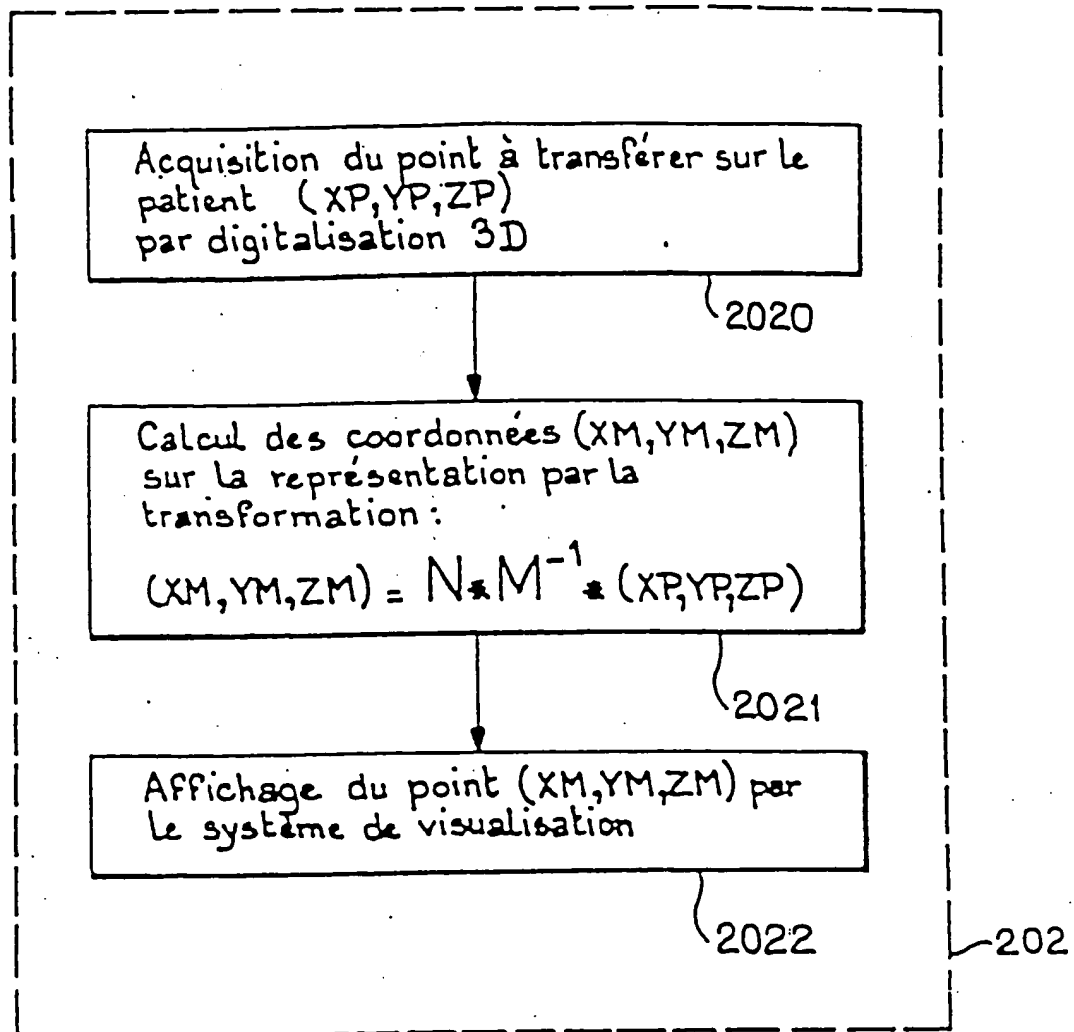 Acquisition du point à transférer sur le
patient (XP,YP,ZP)
par digitalisation 3D
2020
Calcul des coordonnées (XM,YM,ZM)
sur la représentation par la
transformation :
(XM,YM,ZM) = N * M⁻¹ * (XP,YP,ZP)
2021
Affichage du point (XM,YM,ZM) par
le système de visualisation
2022
202